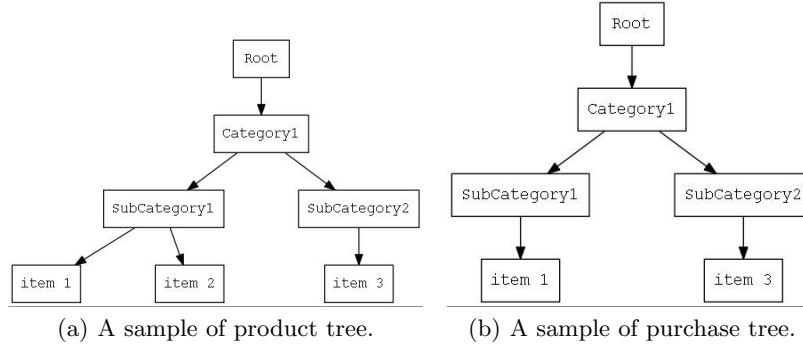 Root
Category1
SubCategory1 SubCategory2
item 1 item 2 item 3
(a) A sample of product tree.
Root
Category1
SubCategory1 SubCategory2
item 1 item 3
(b) A sample of purchase tree.